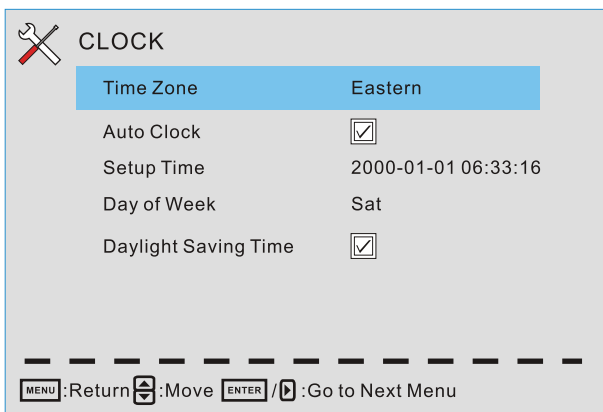 CLOCK
Time Zone Eastern
Auto Clock
Setup Time 2000-01-01 06:33:16
Day of Week Sat
Daylight Saving Time
MENU :Return :Move ENTER / :Go to Next Menu